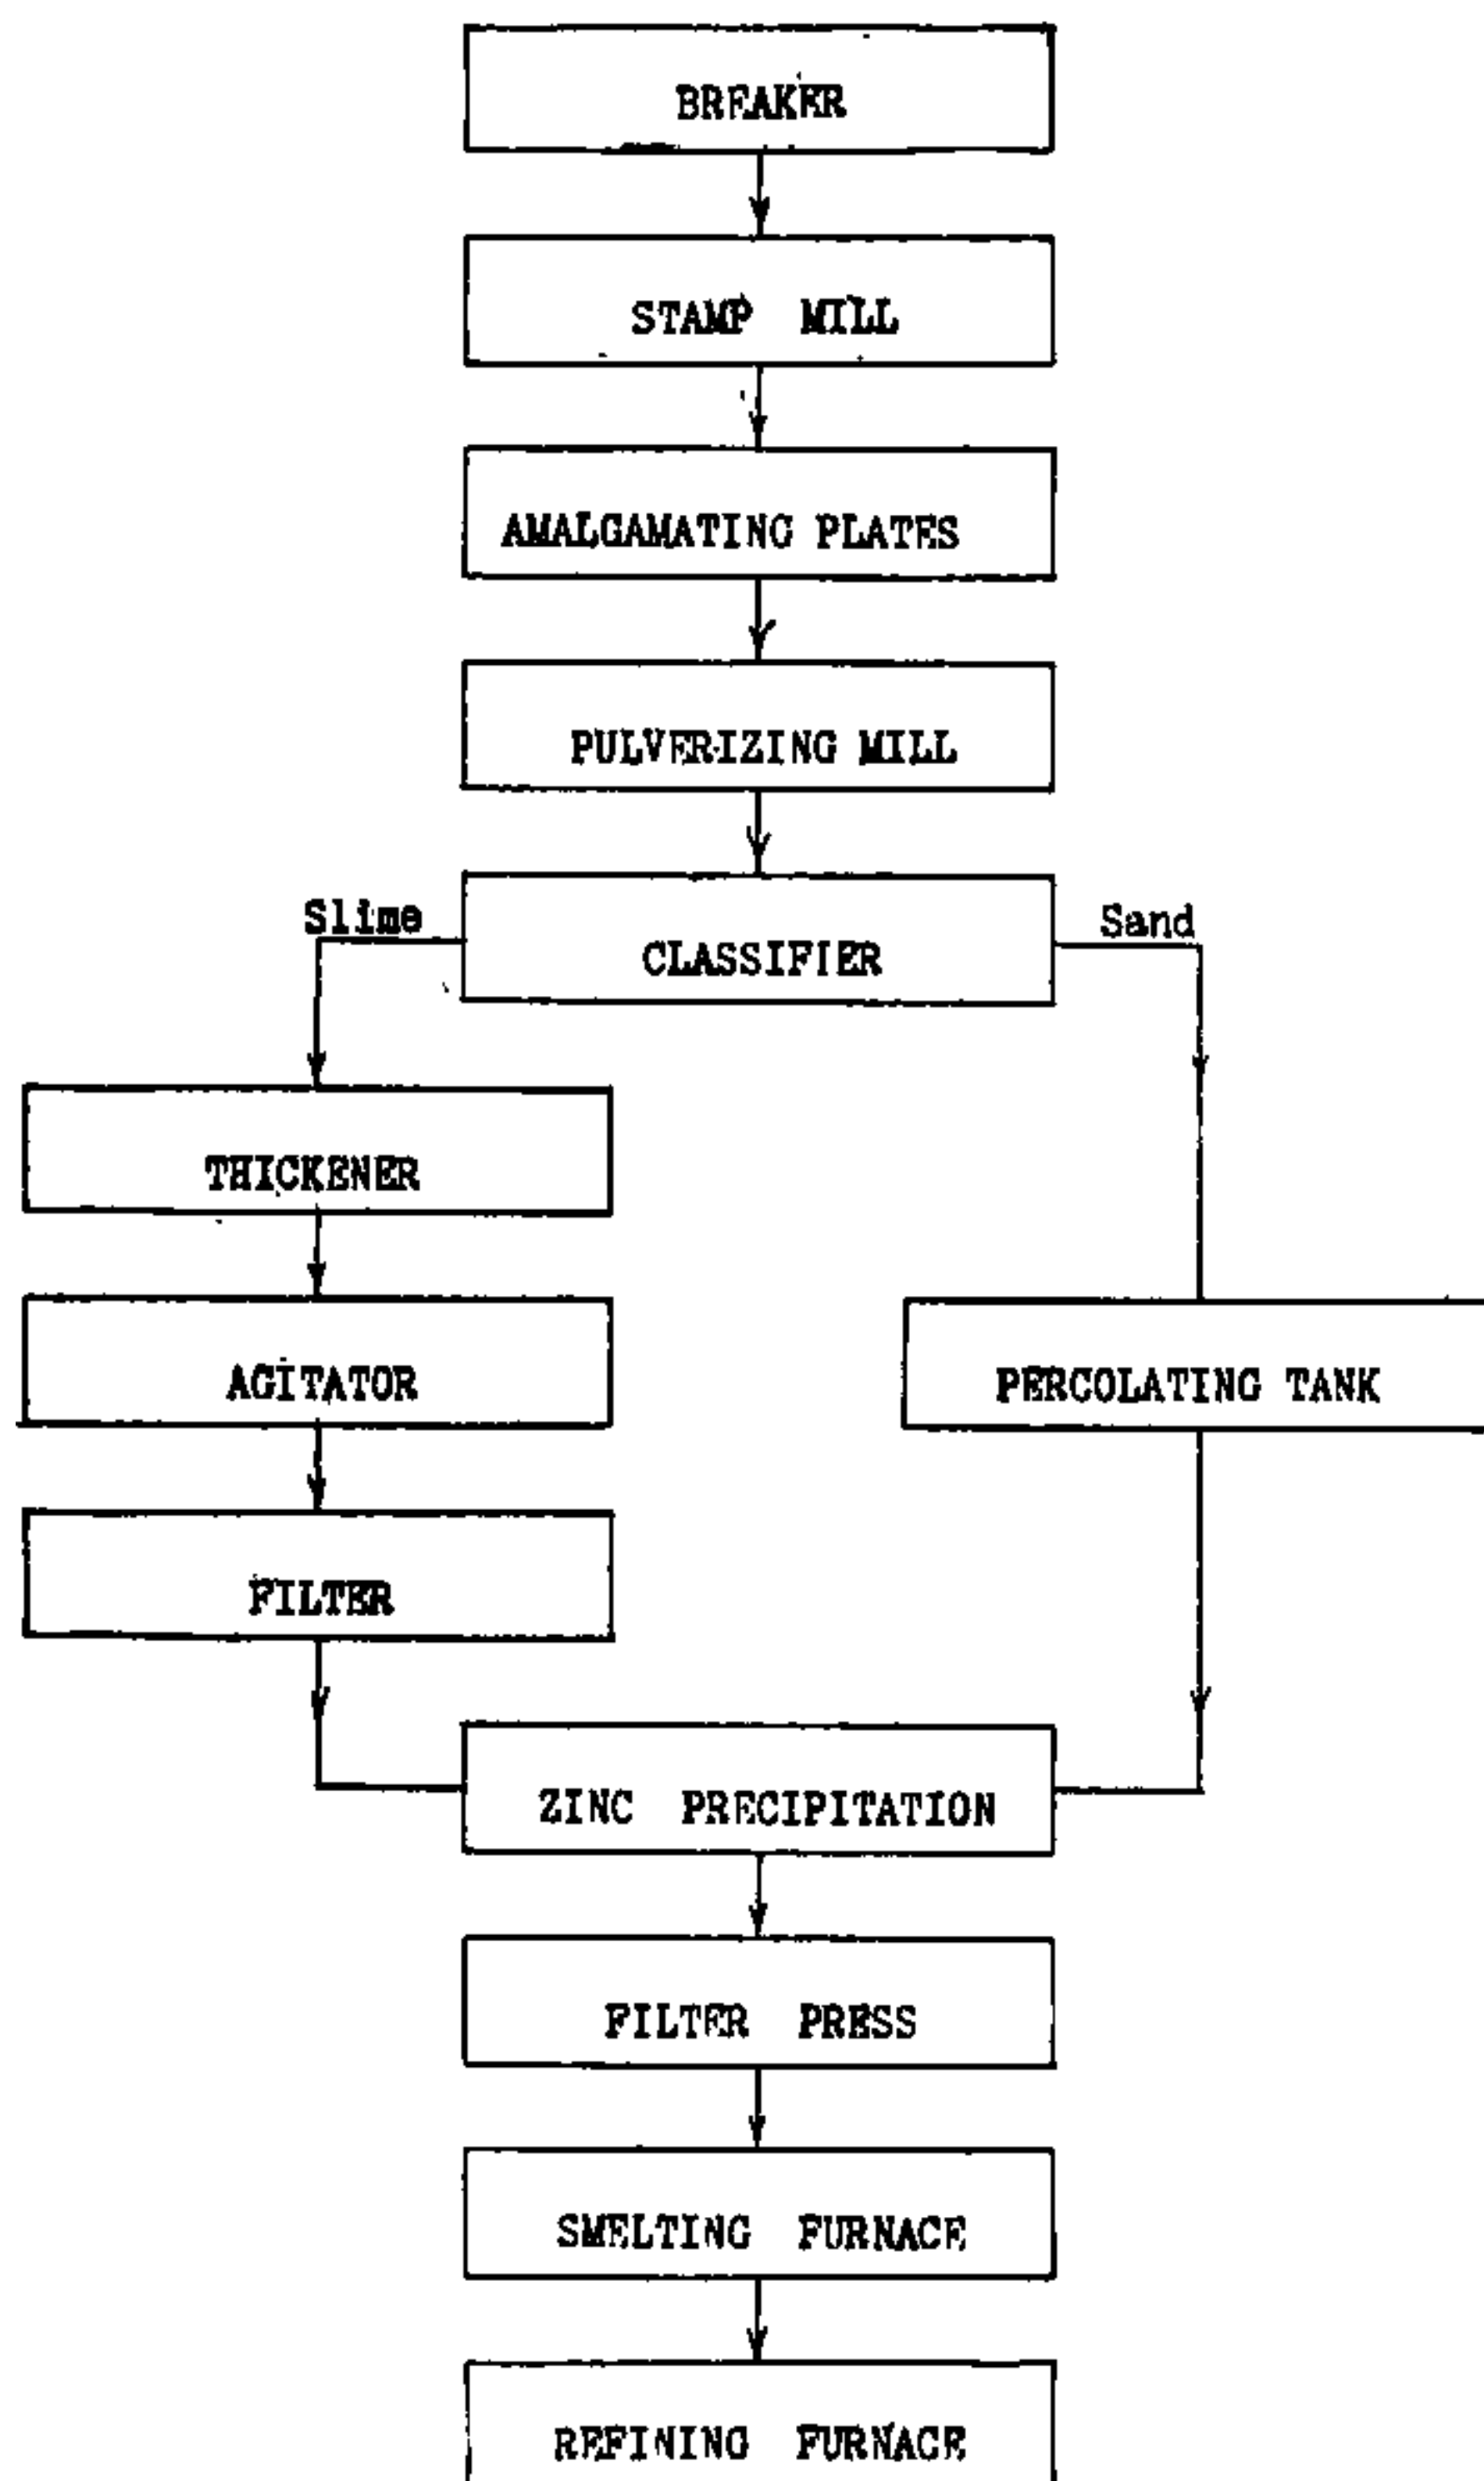 BREAKER
STAMP MILL
AMALGAMATING PLATES
PULVERIZING MILL
Slime
CLASSIFIER
Sand
THICKENER
AGITATOR
PERCOLATING TANK
FILTER
ZINC PRECIPITATION
FILTER PRESS
SMELTING FURNACE
REFINING FURNACE